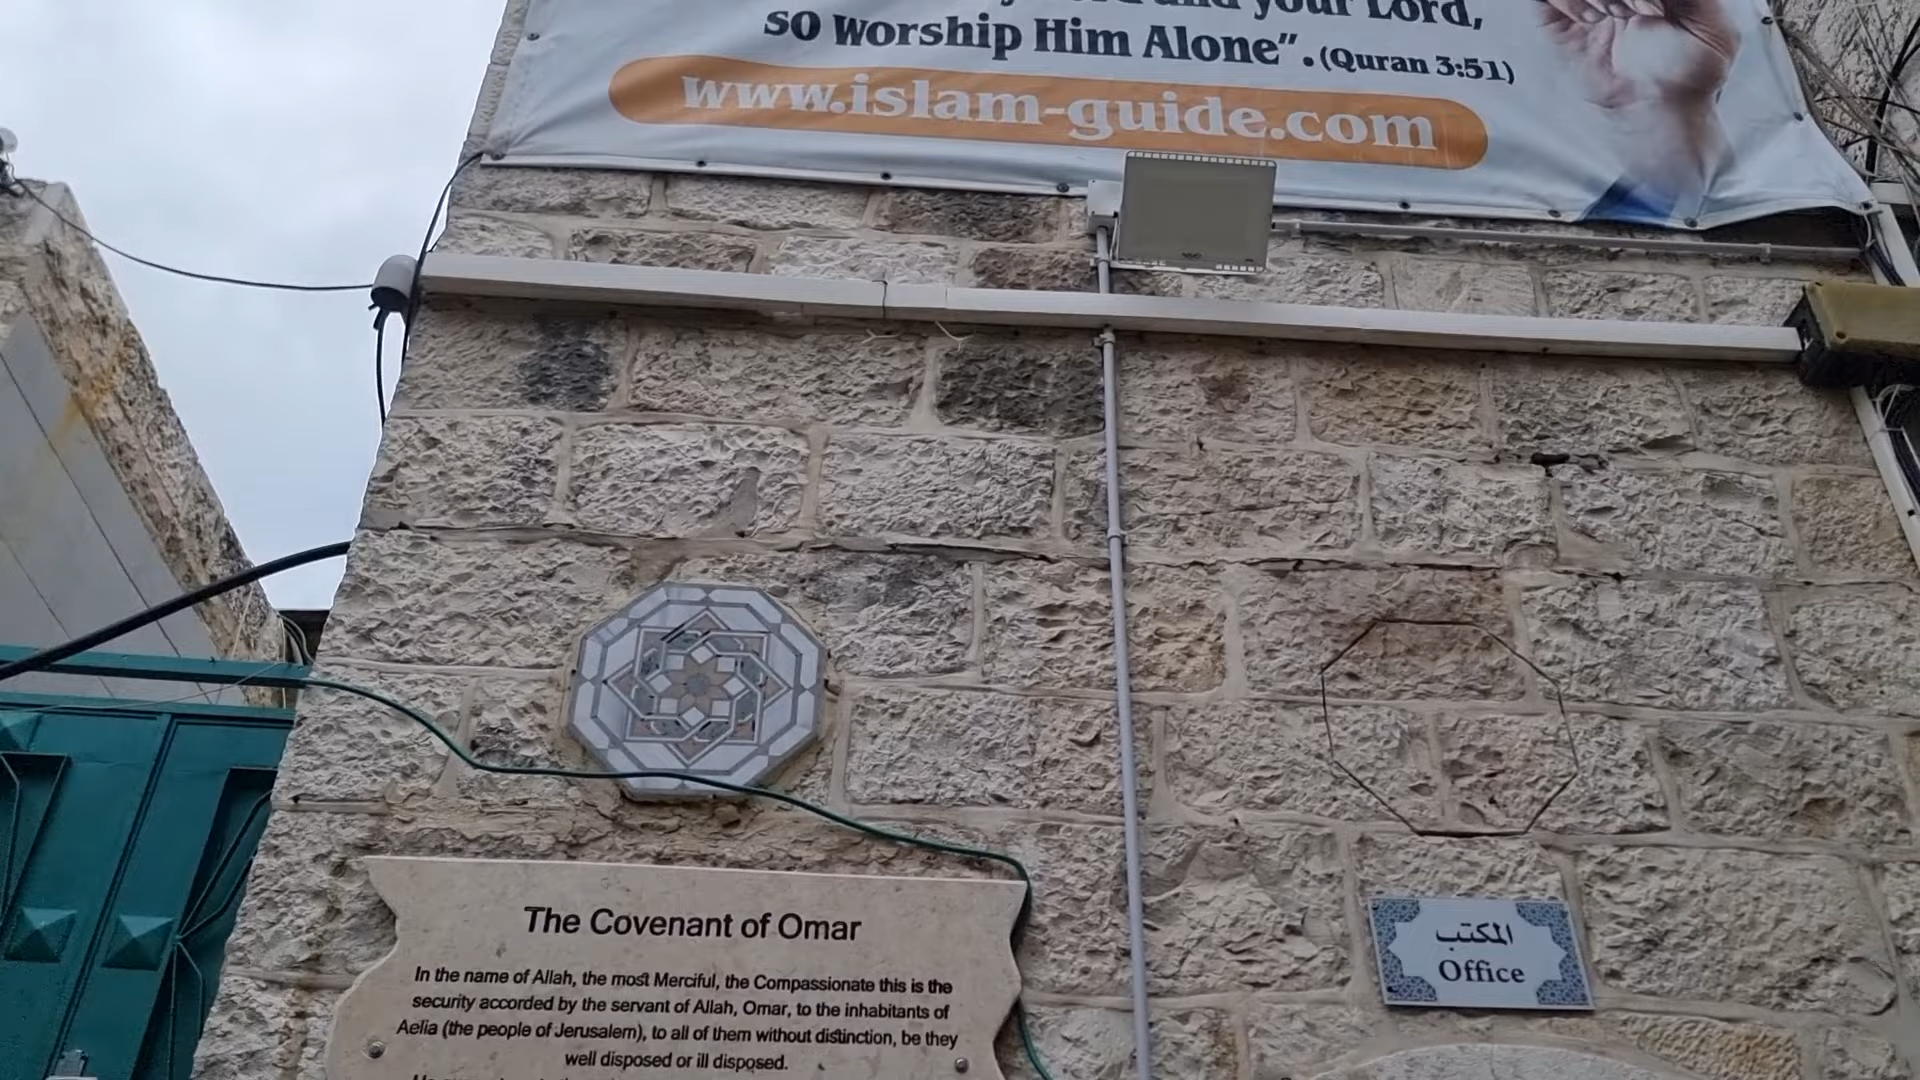 your Lord,
so Worship Him Alone". (Quran 3:51)
www.islam-guide.com
The Covenant of Omar
In the name of Allah, the most Merciful, the Compassionate this is the
security accorded by the servant of Allah, Omar, to the inhabitants of
Aelia (the people of Jerusalem), to all of them without distinction, be they
well disposed or ill disposed.
المكتب
Office